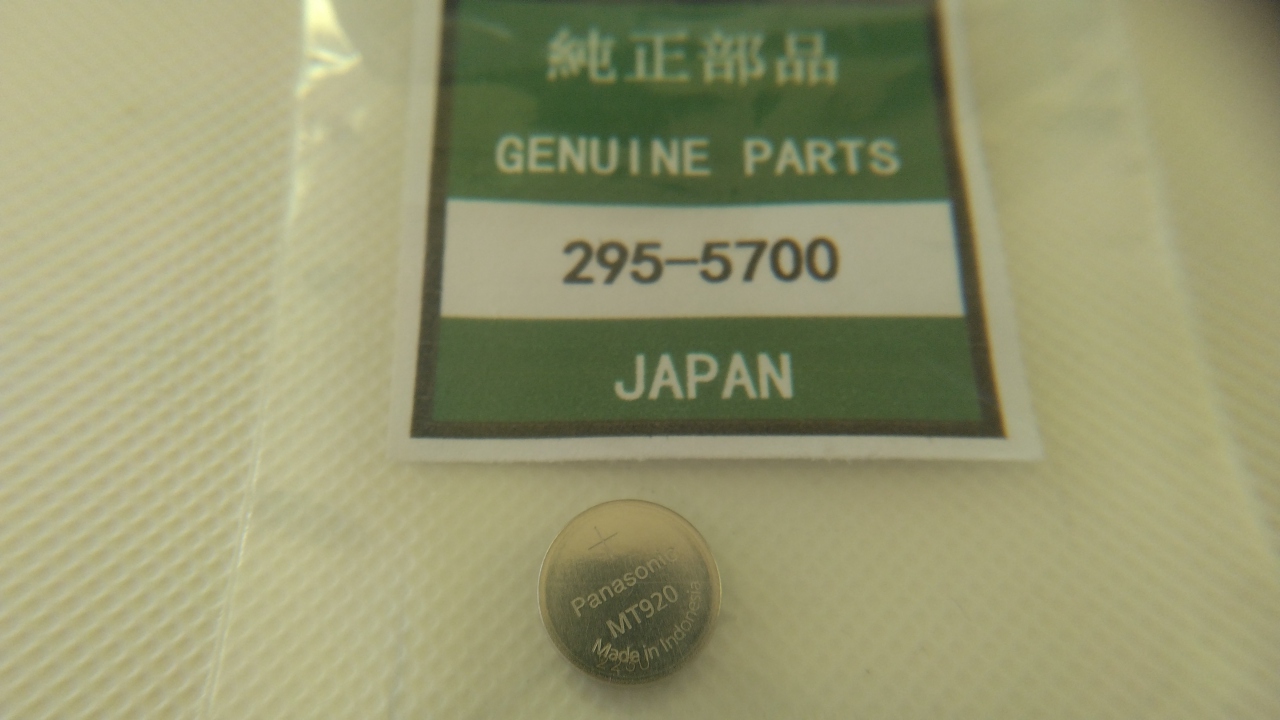 純正部品
GENUINE PARTS
295-5700
JAPAN
+
Panasonic
MT920
Made in Indonesia